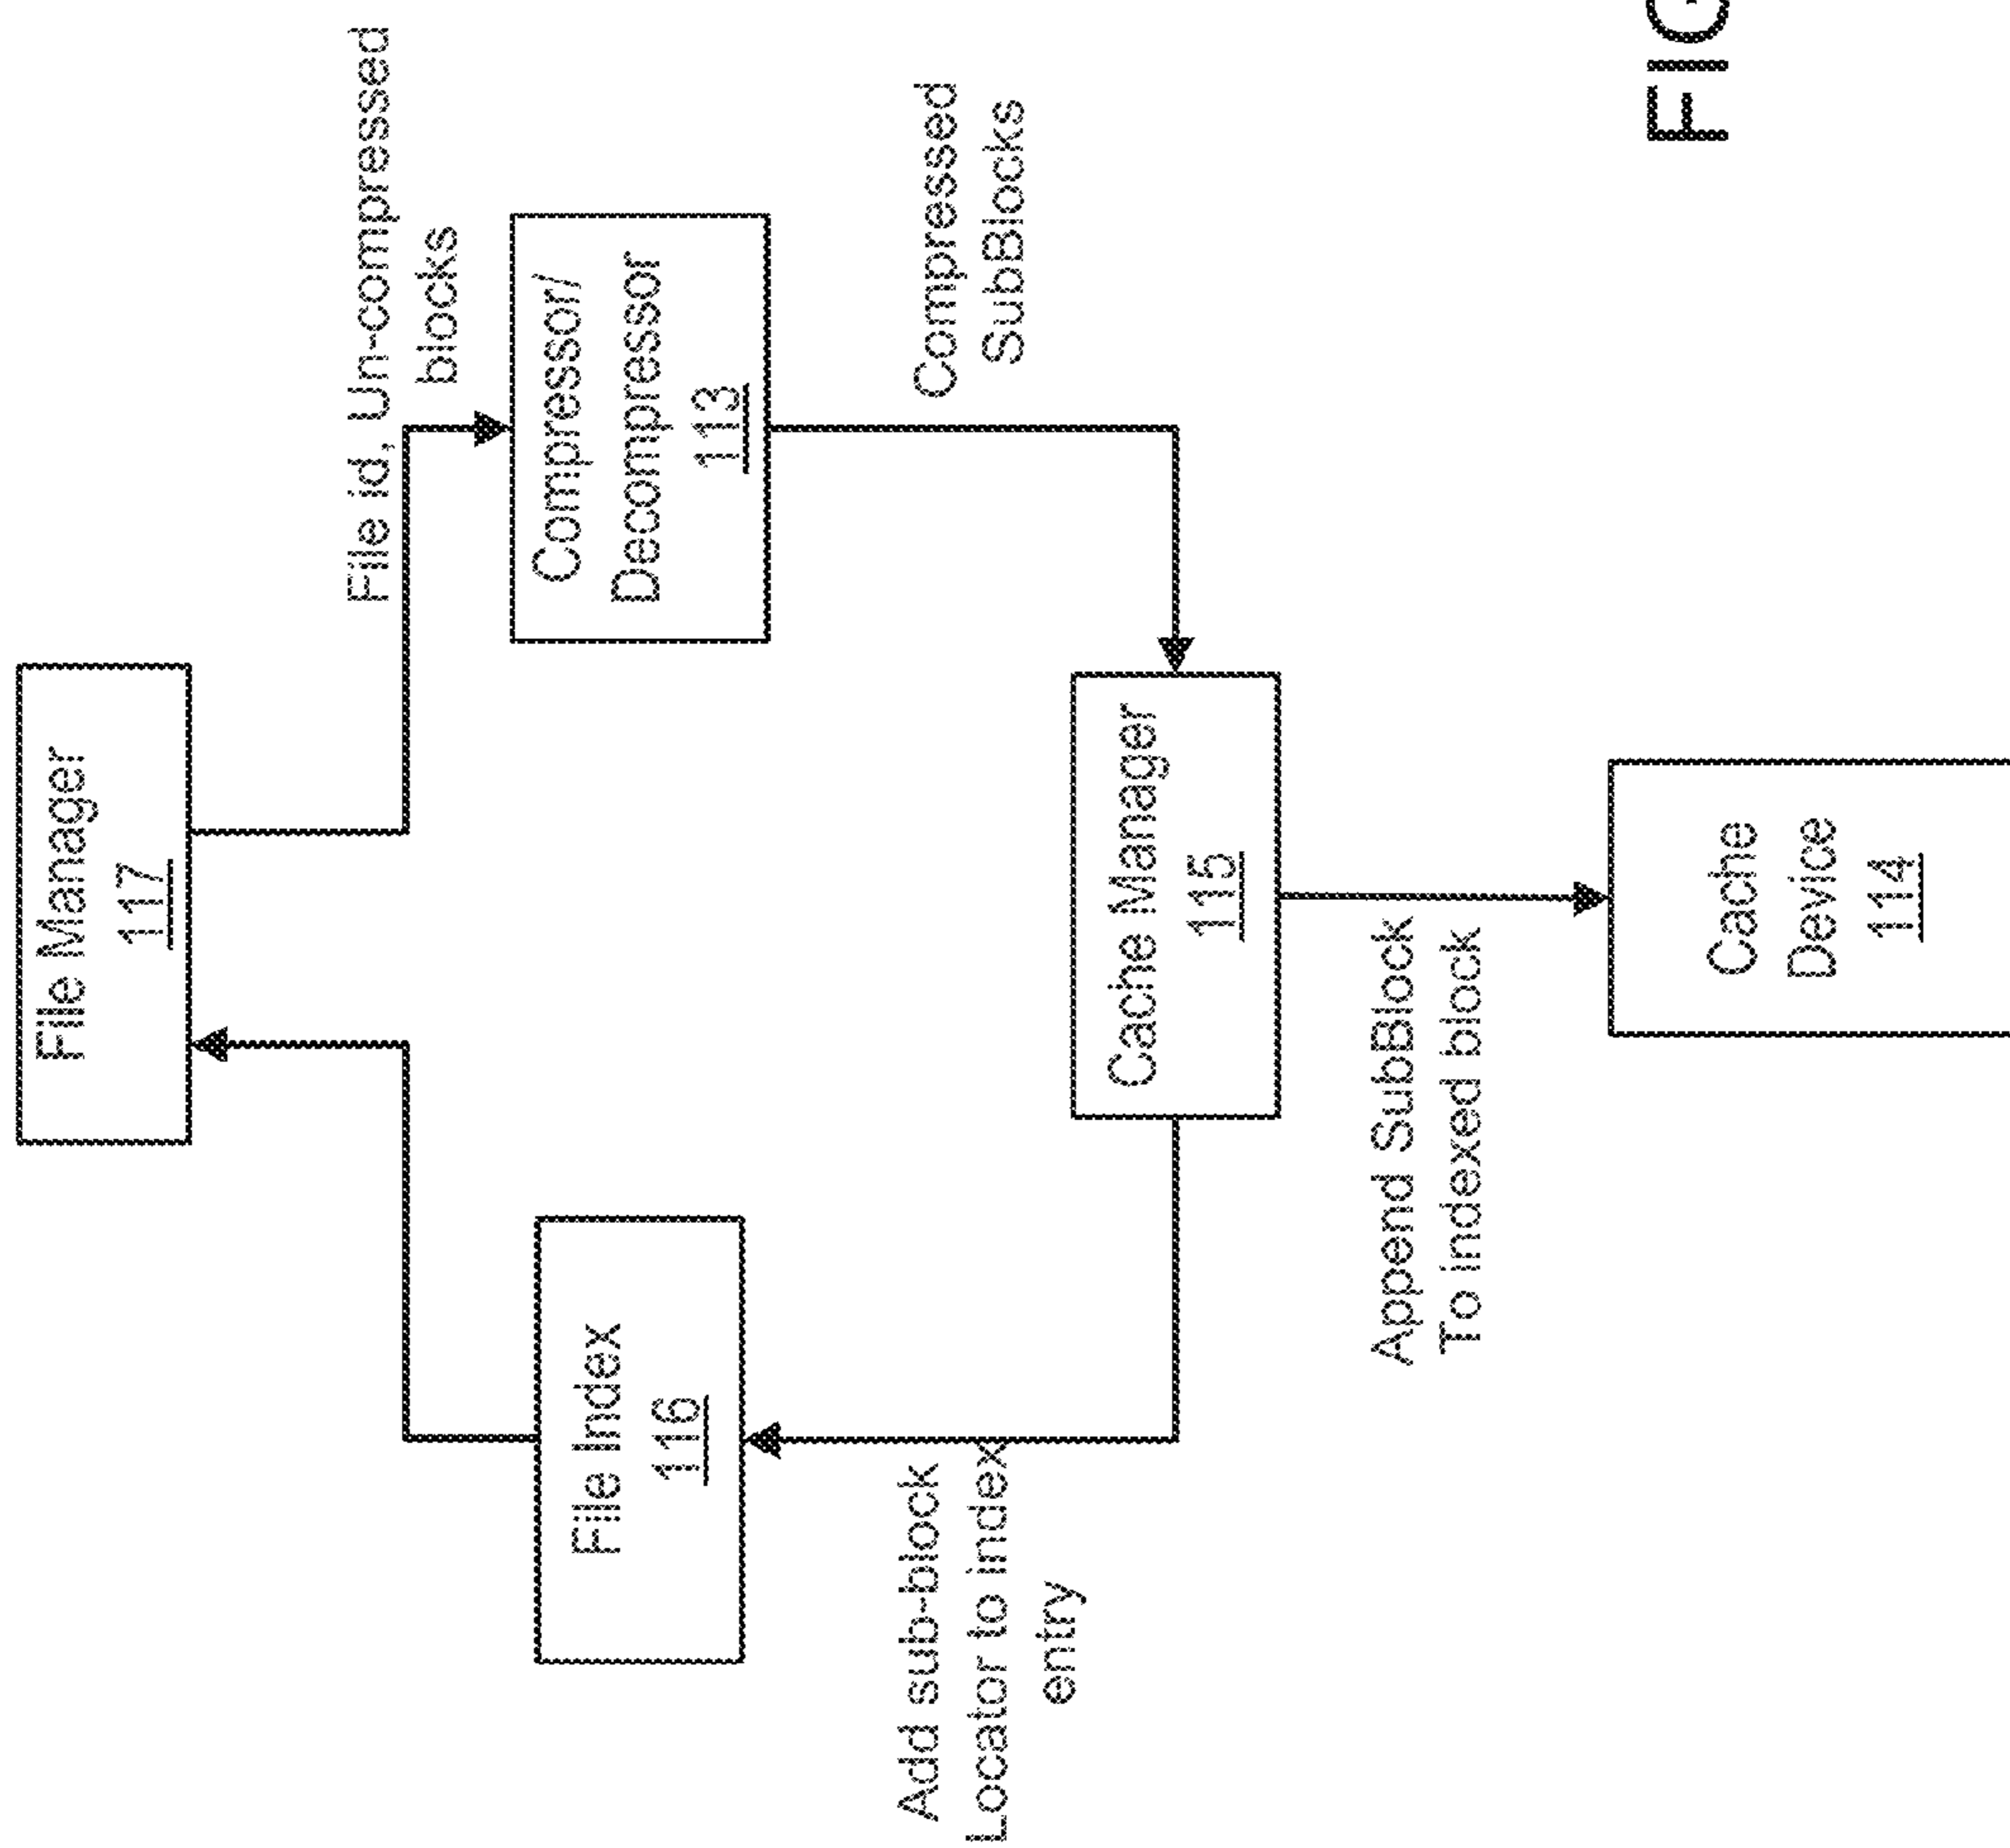 File Manager
117
File id, Un-compressed
blocks
Compressor/
Decompressor
113
Compressed
SubBlocks
File Index
116
Add sub-block
Locator to index
entry
Cache Manager
115
Append SubBlock
To indexed block
Cache
Device
114
FIG